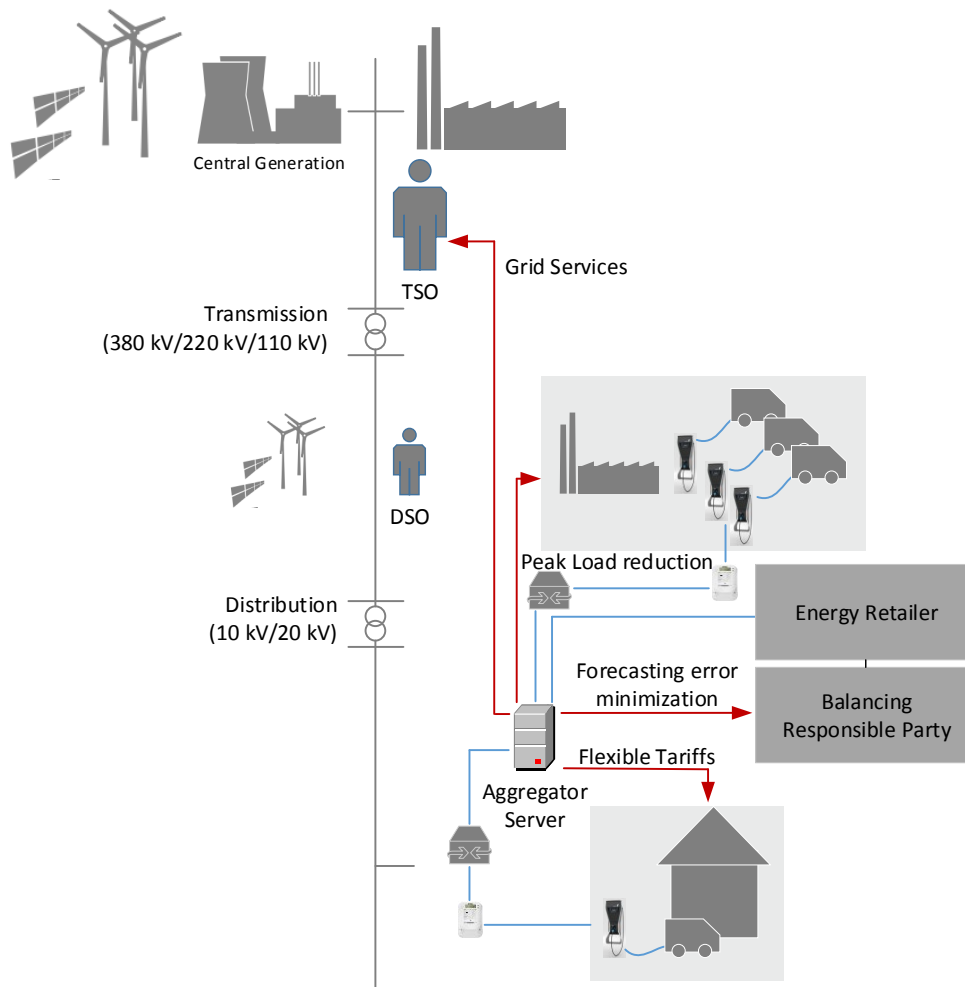 Central Generation
TSO
Grid Services
Transmission
(380 kV/220 kV/110 kV)
DSO
Peak Load reduction
Distribution
(10 kV/20 kV)
Energy Retailer
Forecasting error
minimization
Balancing
Responsible Party
Flexible Tariffs
Aggregator
Server